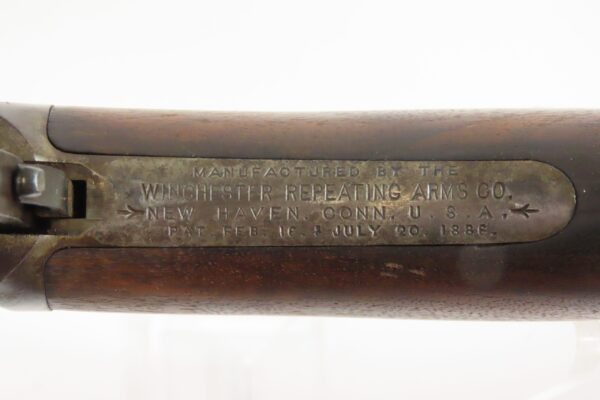 MANUFACTURED BY THE
WINCHESTER REPEATING ARMS CO.
NEW HAVEN. CONN. U. S. A.
PAT. FEB. 16. & JULY 20. 1886.